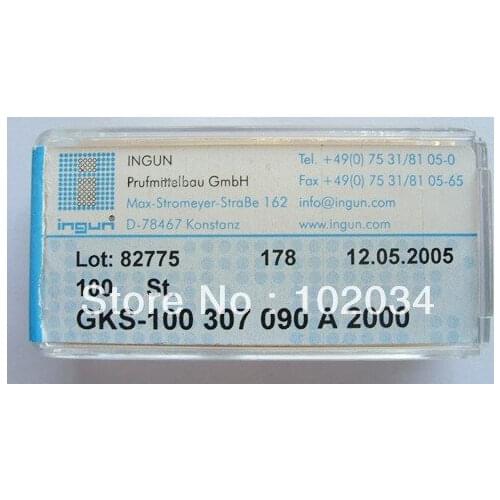 INGUN
Prufmittelbau GmbH
Max-Stromeyer-Straße 162
D-78467 Konstanz
Tel. +49(0) 75 31/81 05-0
Fax +49(0) 75 31/81 05-65
info@ingun.com
www.ingun.com
ingun®
Lot: 82775 178 12.05.2005
100 St
Store No : 102034
GKS-100 307 090 A 2000